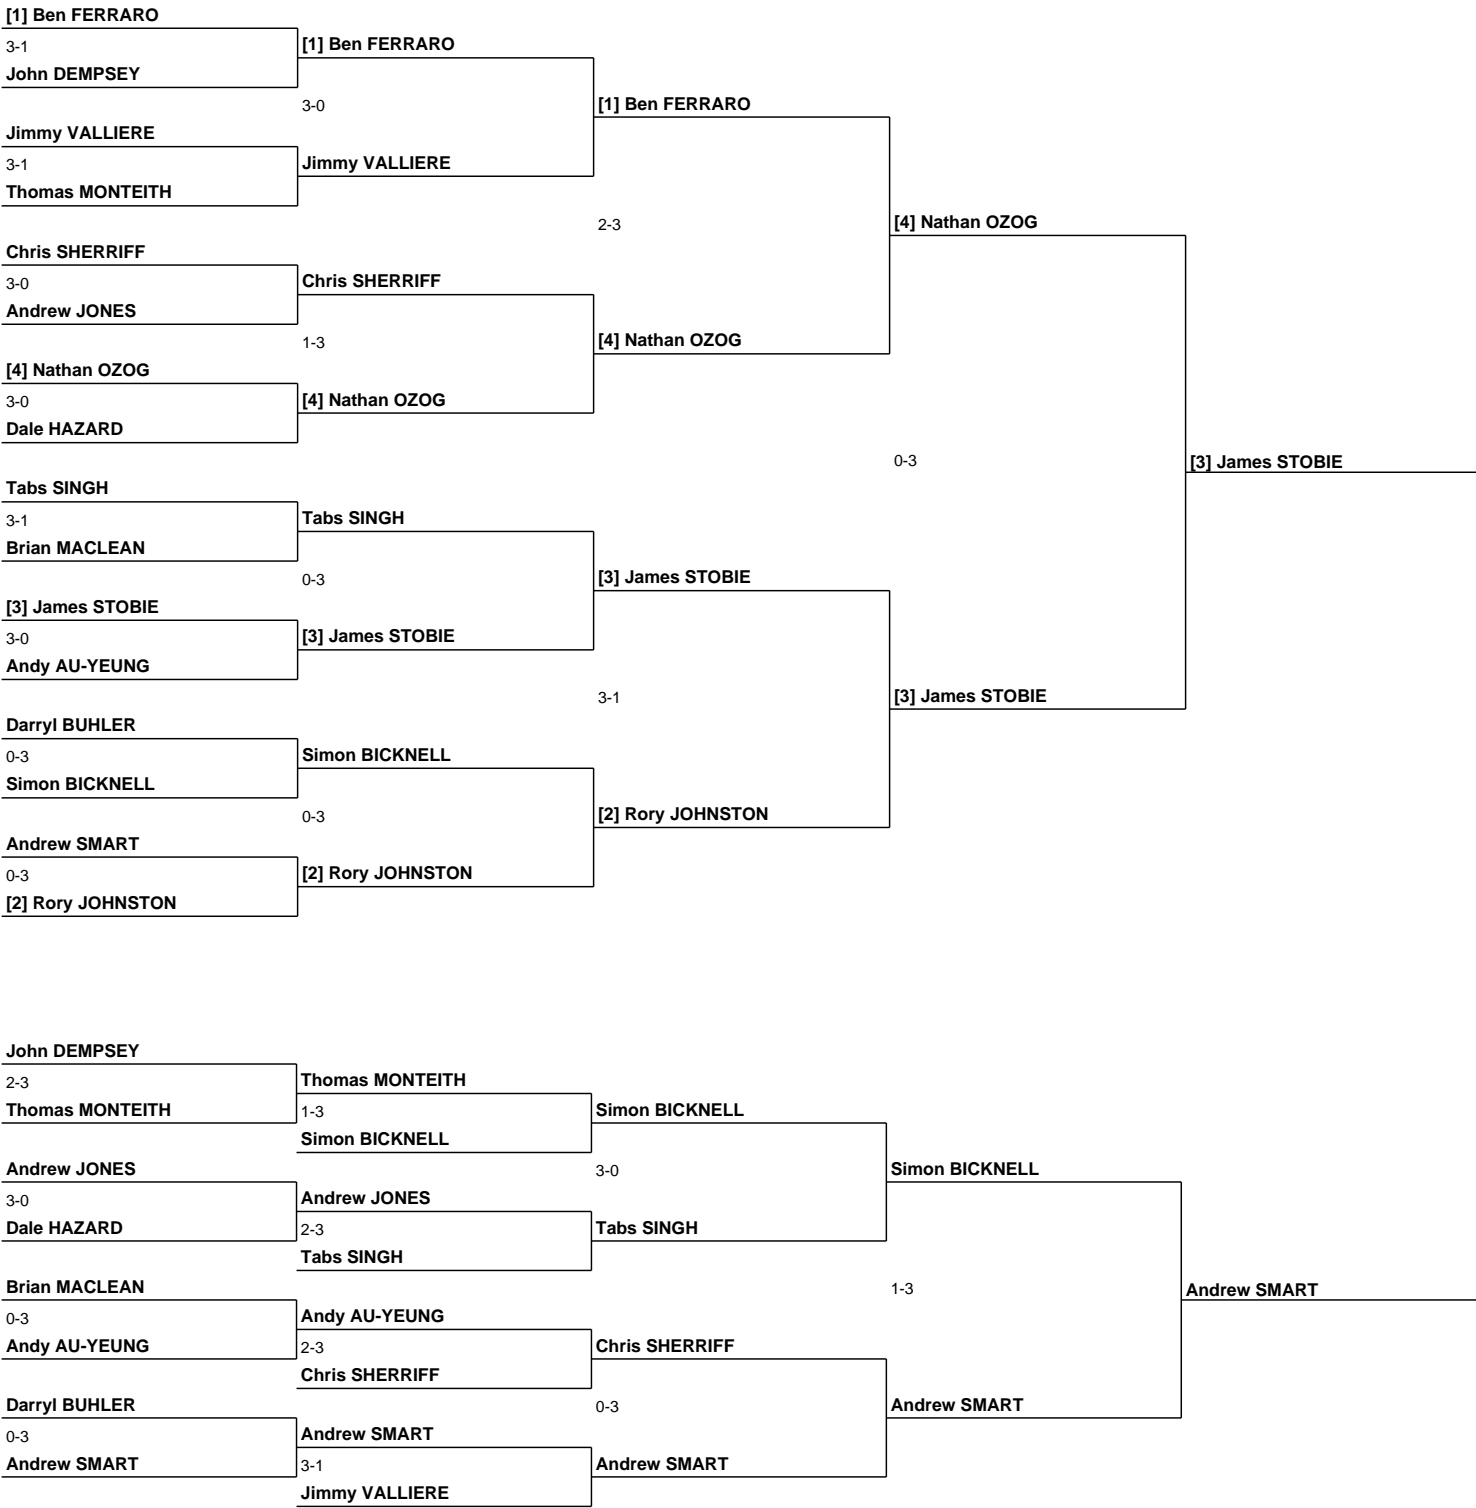 [1] Ben FERRARO
3-1
[1] Ben FERRARO
John DEMPSEY
3-0
[1] Ben FERRARO
Jimmy VALLIERE
3-1
Jimmy VALLIERE
Thomas MONTEITH
2-3
[4] Nathan OZOG
Chris SHERRIFF
3-0
Chris SHERRIFF
Andrew JONES
1-3
[4] Nathan OZOG
[4] Nathan OZOG
3-0
[4] Nathan OZOG
Dale HAZARD
0-3
[3] James STOBIE
Tabs SINGH
3-1
Tabs SINGH
Brian MACLEAN
0-3
[3] James STOBIE
[3] James STOBIE
3-0
[3] James STOBIE
Andy AU-YEUNG
3-1
[3] James STOBIE
Darryl BUHLER
0-3
Simon BICKNELL
Simon BICKNELL
0-3
[2] Rory JOHNSTON
Andrew SMART
0-3
[2] Rory JOHNSTON
[2] Rory JOHNSTON
John DEMPSEY
2-3
Thomas MONTEITH
Thomas MONTEITH
1-3
Simon BICKNELL
Simon BICKNELL
Andrew JONES
3-0
Simon BICKNELL
3-0
Andrew JONES
Dale HAZARD
2-3
Tabs SINGH
Tabs SINGH
Brian MACLEAN
1-3
Andrew SMART
0-3
Andy AU-YEUNG
Andy AU-YEUNG
2-3
Chris SHERRIFF
Chris SHERRIFF
Darryl BUHLER
0-3
Andrew SMART
0-3
Andrew SMART
Andrew SMART
3-1
Andrew SMART
Jimmy VALLIERE